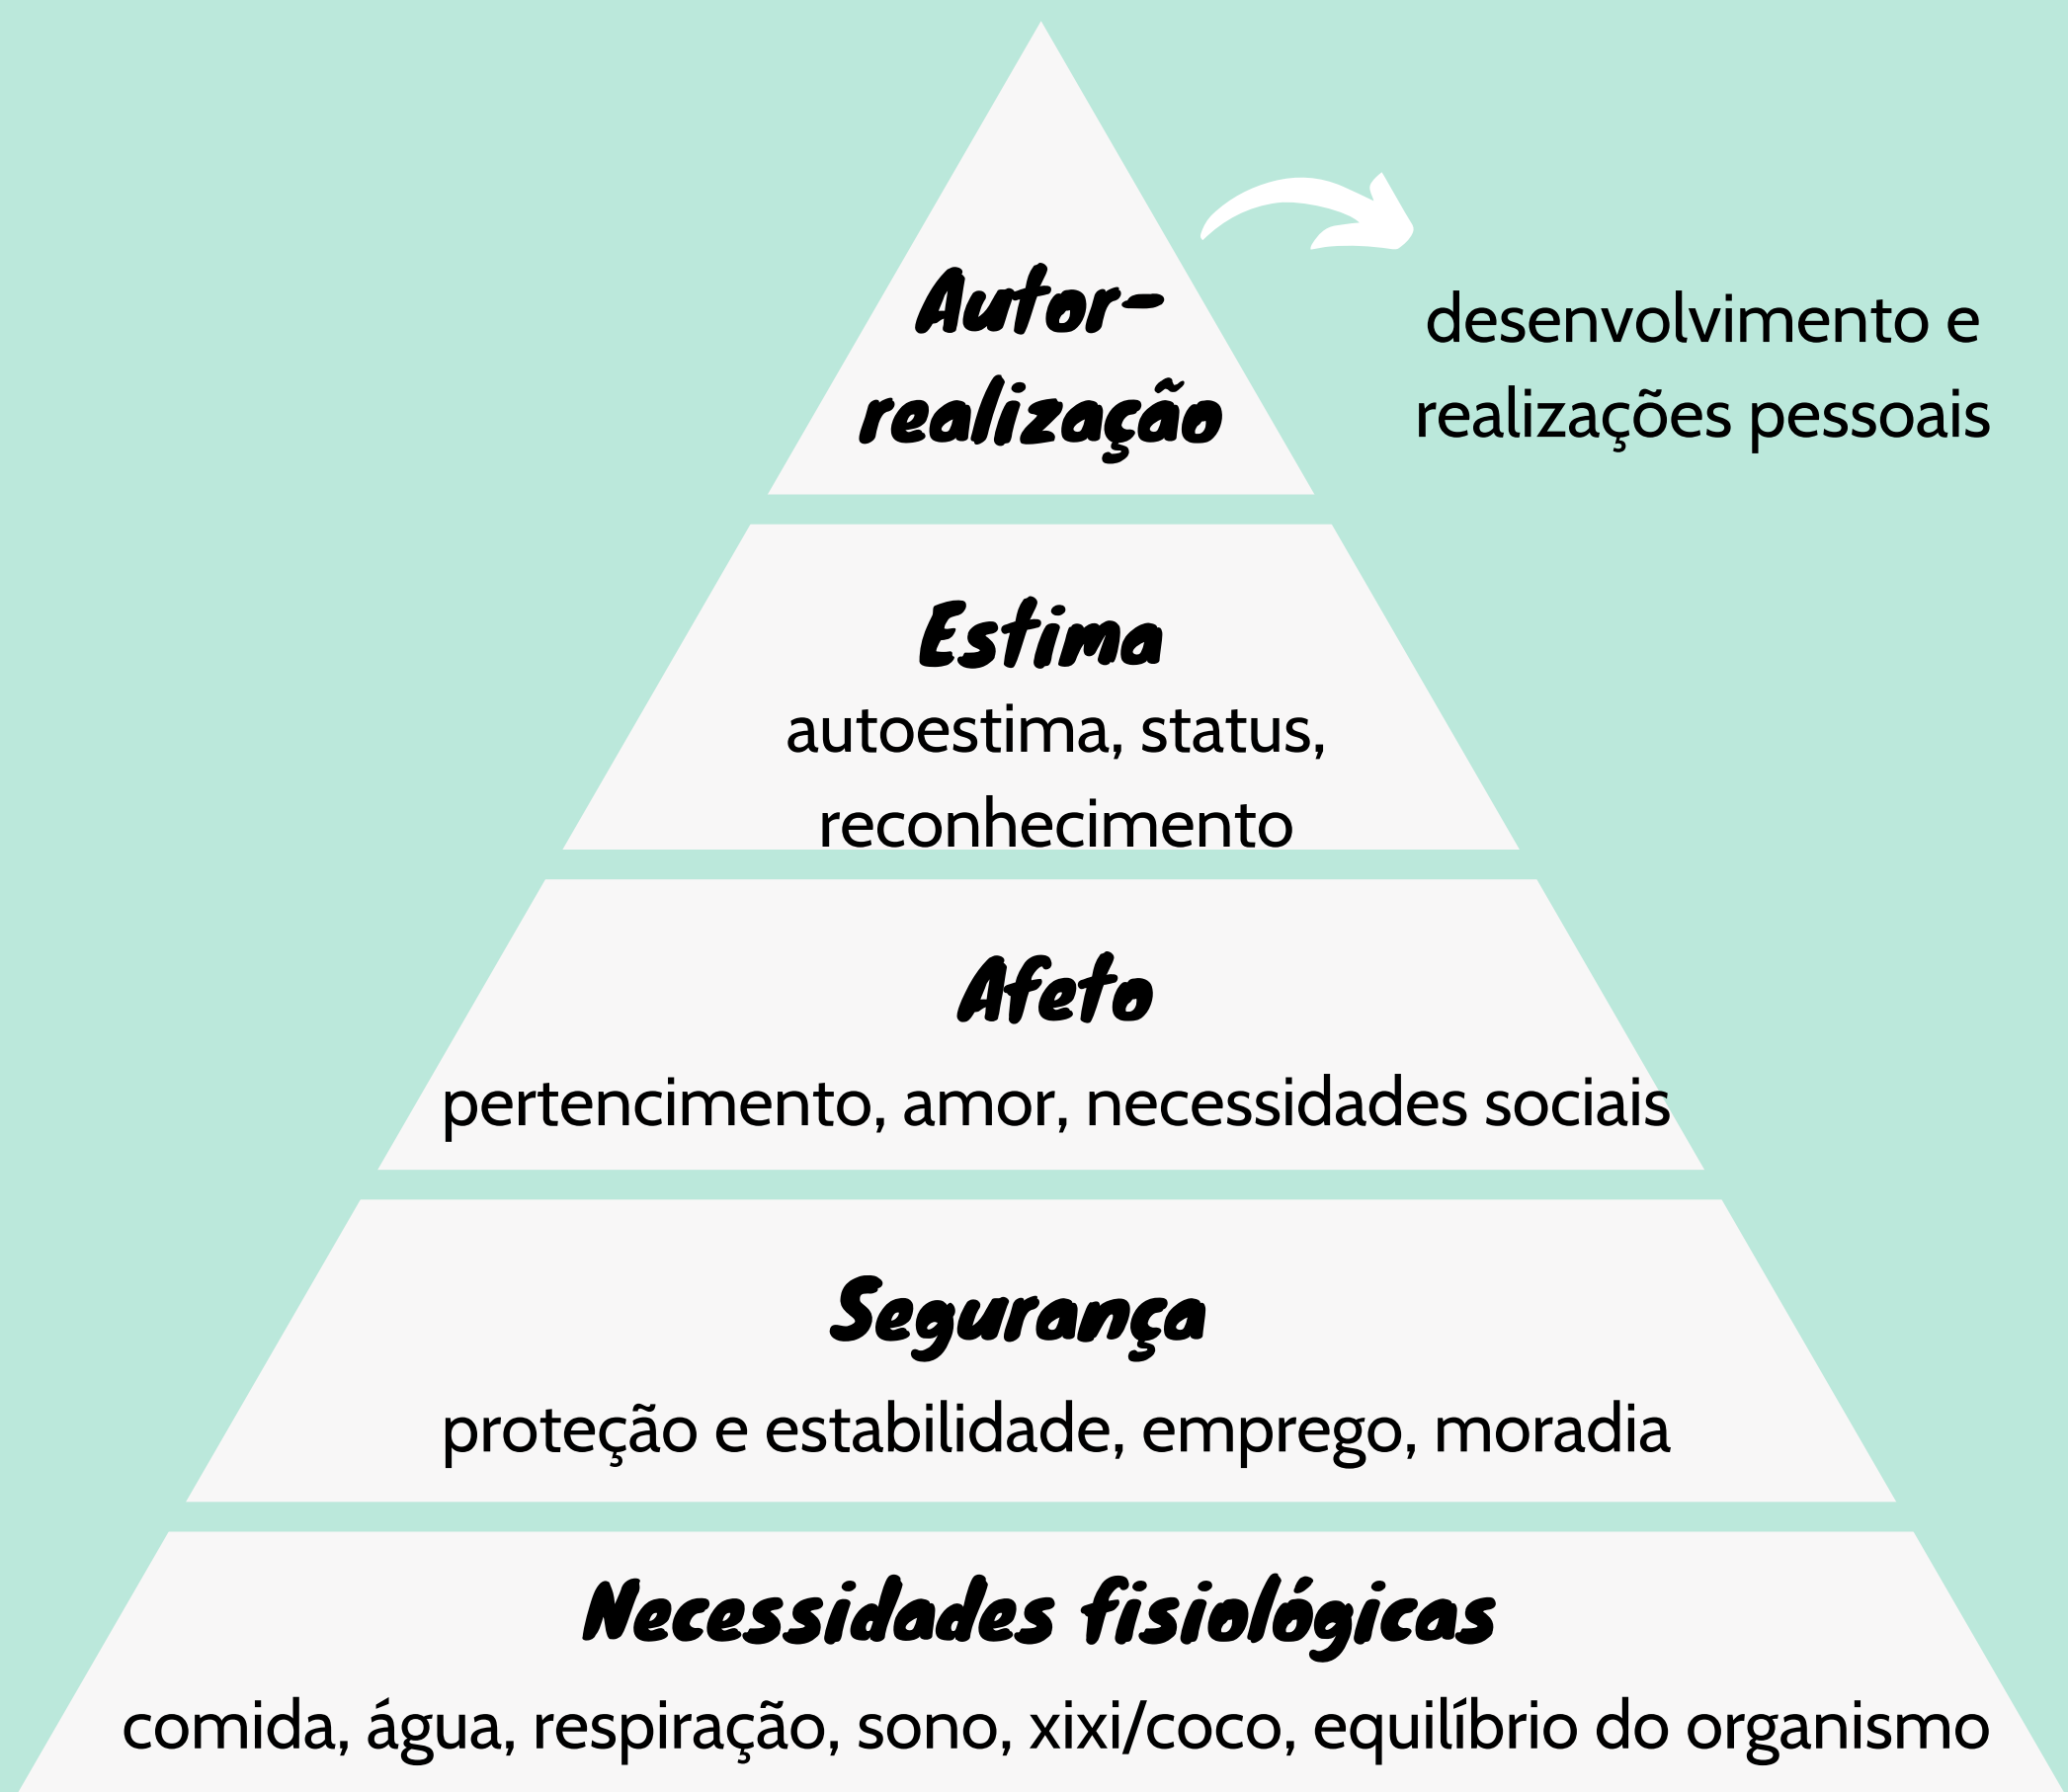 Autor-
realização
desenvolvimento e
realizações pessoais
Estima
autoestima, status,
reconhecimento
Afeto
pertencimento, amor, necessidades sociais
Segurança
proteção e estabilidade, emprego, moradia
Necessidades fisiológicas
comida, água, respiração, sono, xixi/coco, equilíbrio do organismo